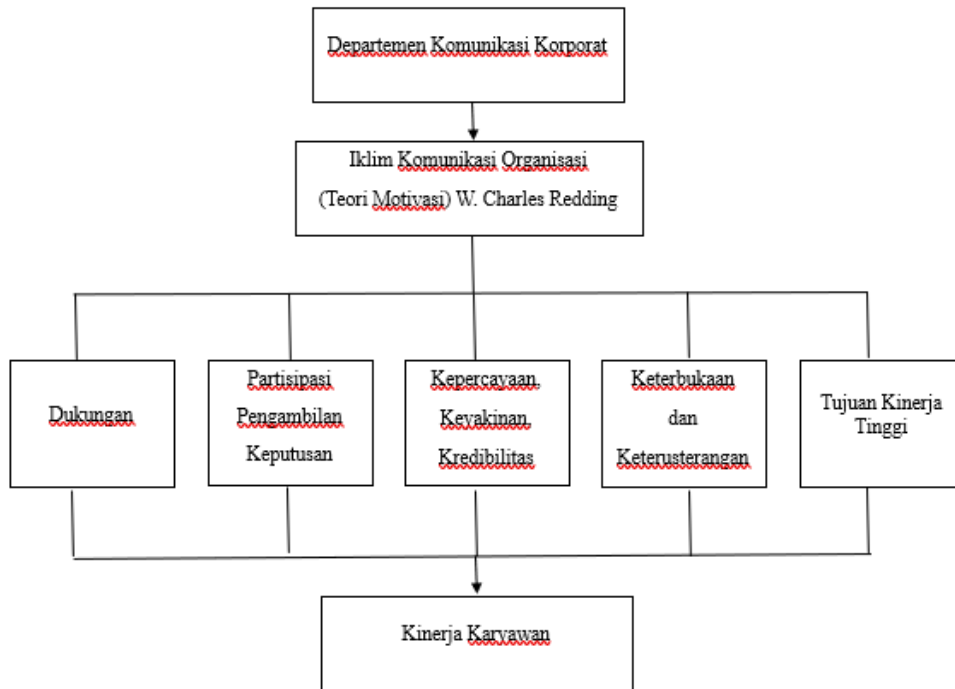 Departemen Komunikasi Korporat
Iklim Komunikasi Organisasi
(Teori Motivasi) W. Charles Redding
Dukungan
Partisipasi
Pengambilan
Keputusan
Kepercayaan,
Keyakinan,
Kredibilitas
Keterbukaan
dan
Keterusterangan
Tujuan Kinerja
Tinggi
Kinerja Karyawan